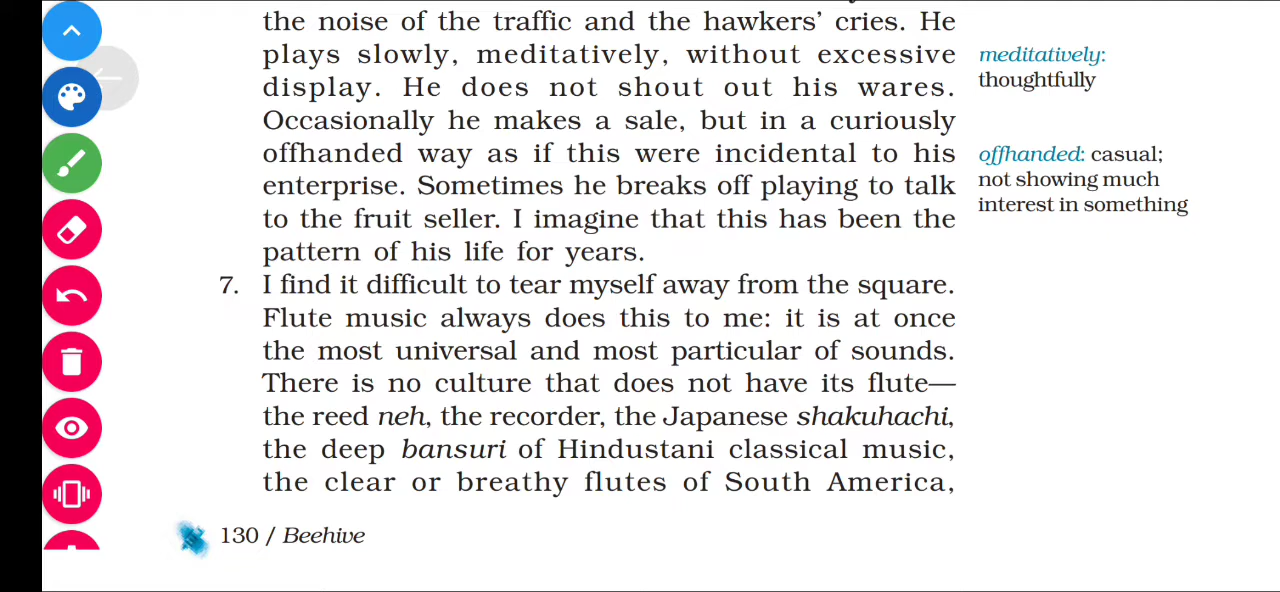 the noise of the traffic and the hawkers' cries. He
plays slowly, meditatively, without excessive
display. He does not shout out his wares.
Occasionally he makes a sale, but in a curiously
offhanded way as if this were incidental to his
enterprise. Sometimes he breaks off playing to talk
to the fruit seller. I imagine that this has been the
pattern of his life for years.
meditatively:
thoughtfully
offhanded: casual;
not showing much
interest in something
7. I find it difficult to tear myself away from the square.
Flute music always does this to me: it is at once
the most universal and most particular of sounds.
There is no culture that does not have its flute—
the reed neh, the recorder, the Japanese shakuhachi,
the deep bansuri of Hindustani classical music,
the clear or breathy flutes of South America,
130 / Beehive